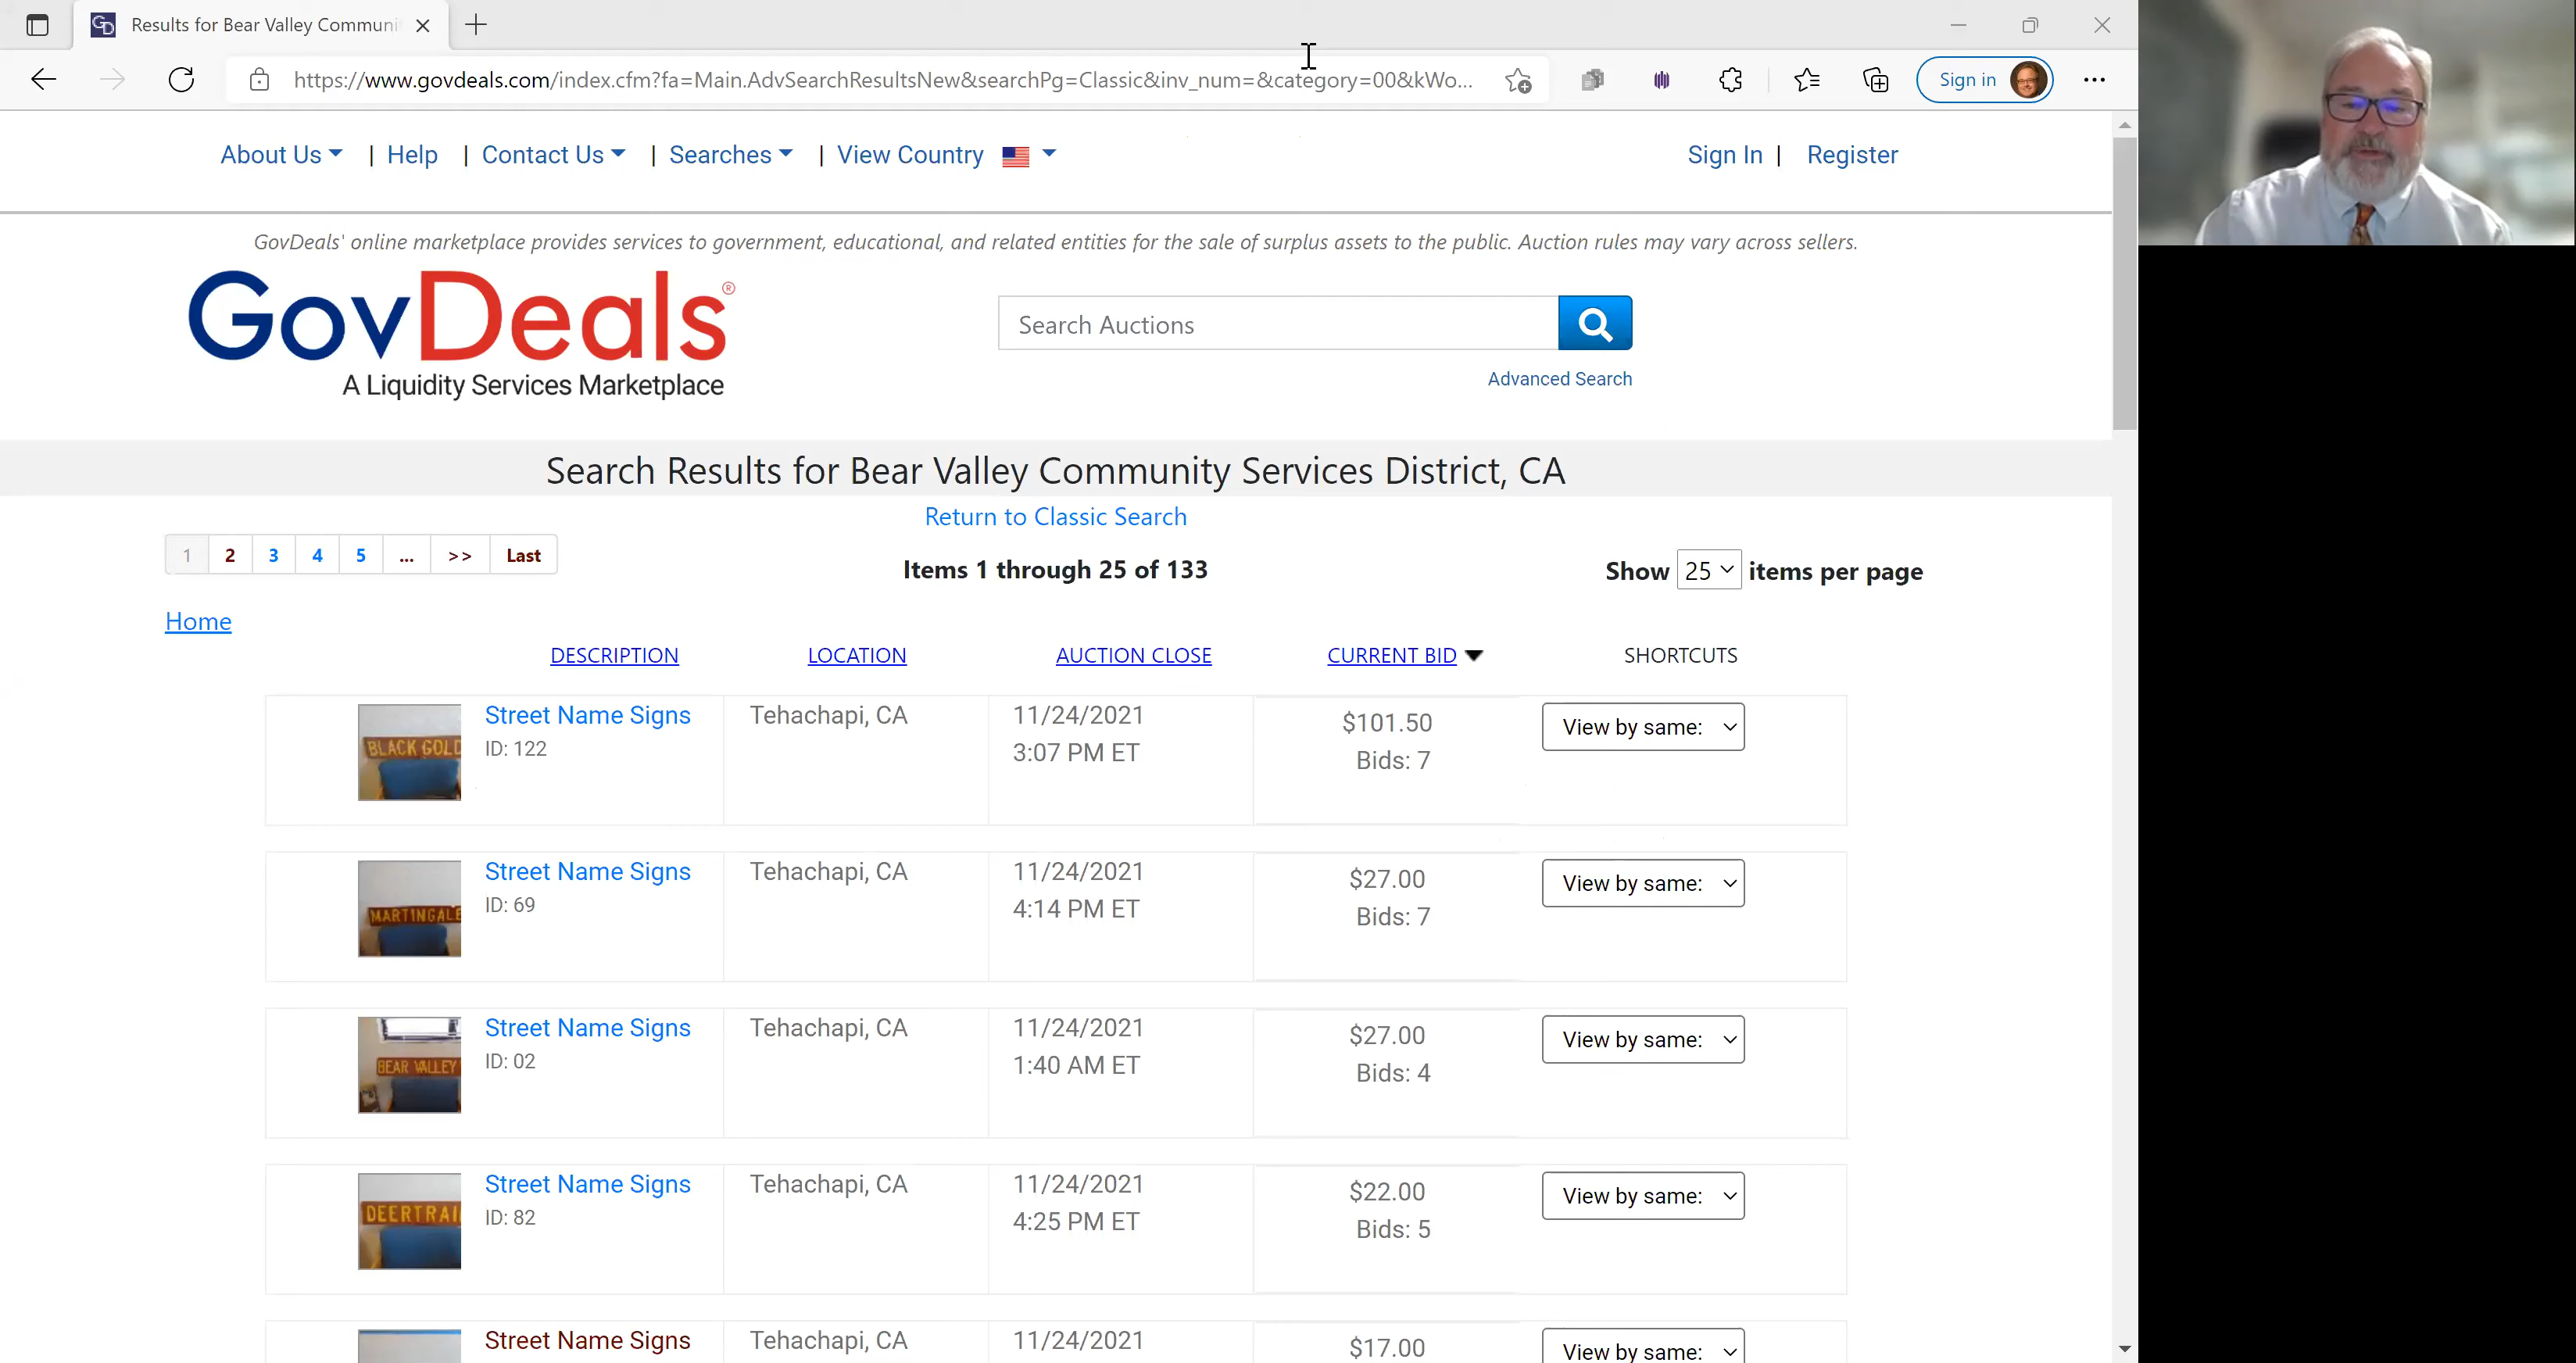 GD Results for Bear Valley Communi
https://www.govdeals.com/index.cfm?fa=Main.AdvSearchResultsNew&searchPg=Classic&inv_num=&category=00&kWo...
Sign in
About Us | Help | Contact Us | Searches | View Country
Sign In | Register
GovDeals' online marketplace provides services to government, educational, and related entities for the sale of surplus assets to the public. Auction rules may vary across sellers.
GovDeals®
A Liquidity Services Marketplace
Search Auctions
Advanced Search
Search Results for Bear Valley Community Services District, CA
Return to Classic Search
1 2 3 4 5 ... >> Last
Items 1 through 25 of 133
Show 25 items per page
Home
DESCRIPTION LOCATION AUCTION CLOSE CURRENT BID SHORTCUTS
BLACK GOLD
Street Name Signs
ID: 122
Tehachapi, CA
11/24/2021
3:07 PM ET
$101.50
Bids: 7
View by same:
MARTINGALE
Street Name Signs
ID: 69
Tehachapi, CA
11/24/2021
4:14 PM ET
$27.00
Bids: 7
View by same:
BEAR VALLEY
Street Name Signs
ID: 02
Tehachapi, CA
11/24/2021
1:40 AM ET
$27.00
Bids: 4
View by same:
DEERTRAI
Street Name Signs
ID: 82
Tehachapi, CA
11/24/2021
4:25 PM ET
$22.00
Bids: 5
View by same:
Street Name Signs
Tehachapi, CA
11/24/2021
$17.00
View by same: